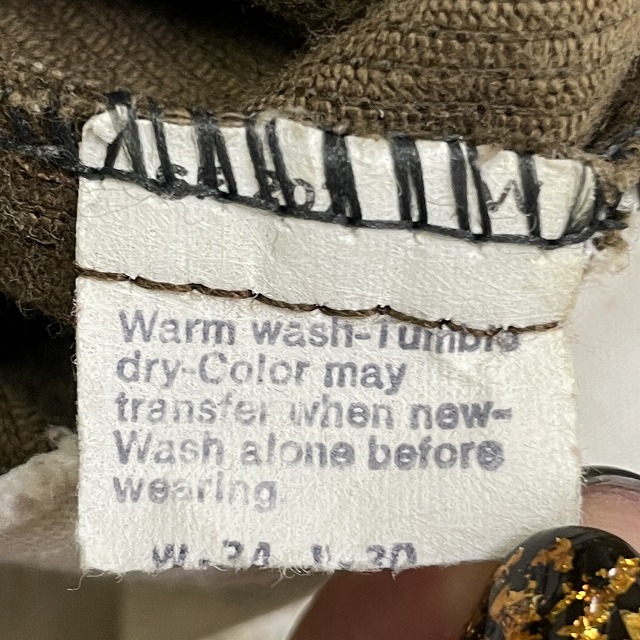 Warm wash-Tumble
dry-Color may
transfer when new-
Wash alone before
wearing